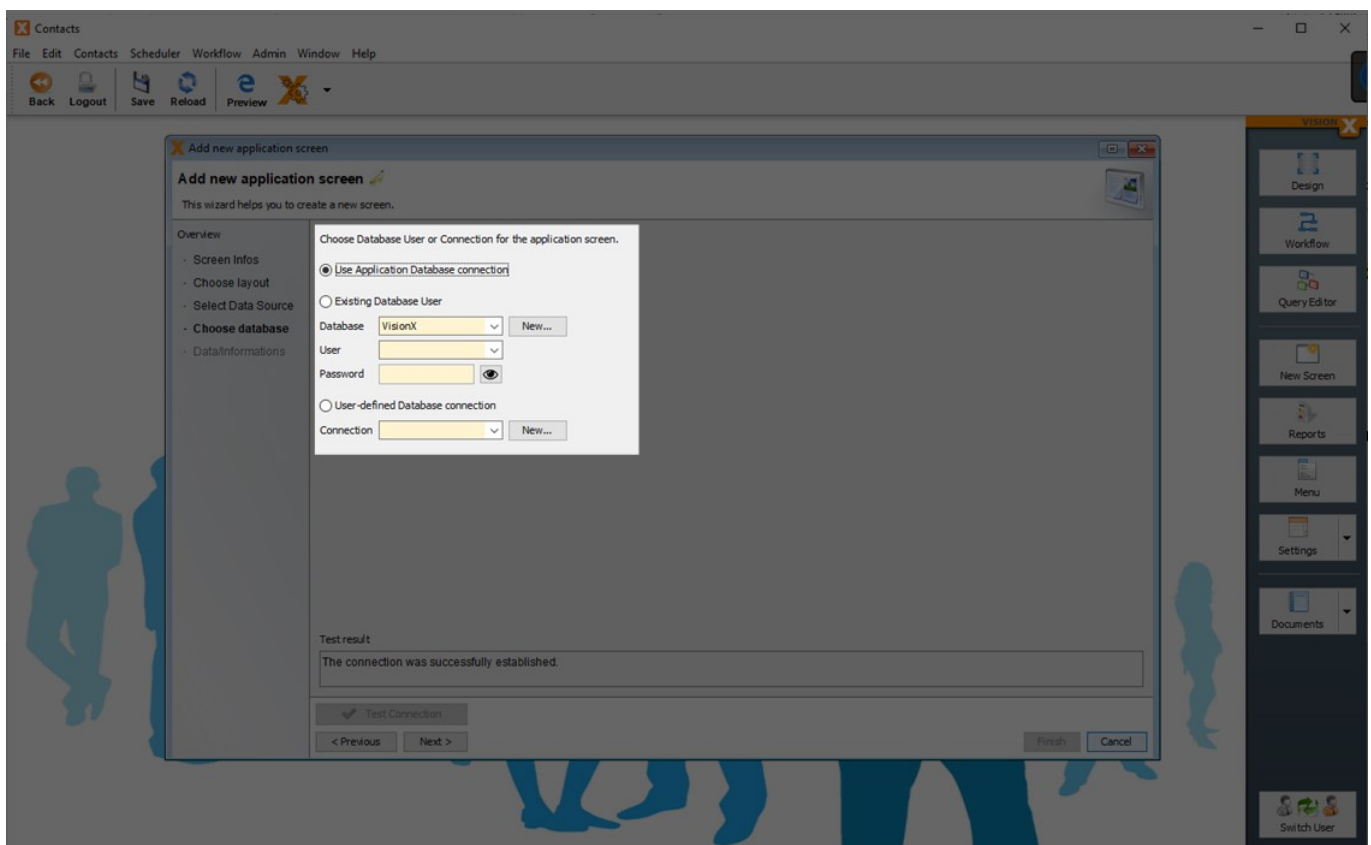 Contacts
File Edit Contacts Scheduler Workflow Admin Window Help
Back Logout Save Reload Preview
VISION X
Add new application screen
Add new application screen
This wizard helps you to create a new screen.
Overview
· Screen Infos
· Choose layout
· Select Data Source
· Choose database
· Data/Informations
Choose Database User or Connection for the application screen.
Use Application Database connection
Existing Database User
Database VisionX New...
User
Password
User-defined Database connection
Connection New...
Test result
The connection was successfully established.
Test Connection
< Previous Next > Finish Cancel
Design
Workflow
Query Editor
New Screen
Reports
Menu
Settings
Documents
Switch User